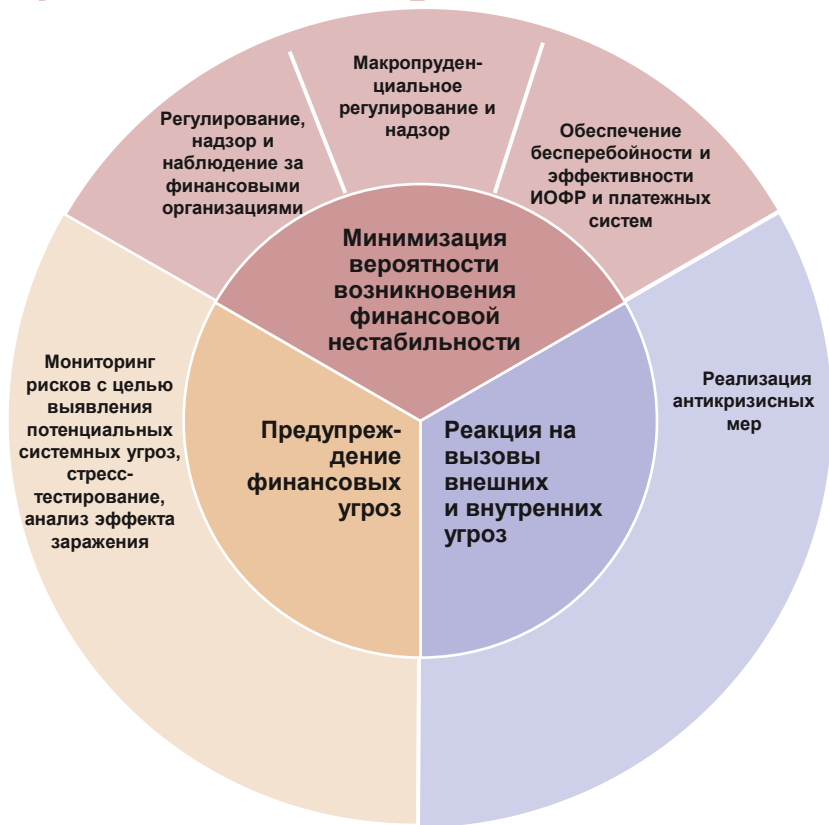 Макропруден-
циальное
регулирование и
надзор
Регулирование,
надзор и
наблюдение за
финансовыми
организациями
Обеспечение
бесперебойности и
эффективности
ИОФР и платежных
систем
Минимизация
вероятности
возникновения
финансовой
нестабильности
Мониторинг
рисков с целью
выявления
потенциальных
системных угроз,
стресс-
тестирование,
анализ эффекта
заражения
Предупреж-
дение
финансовых
угроз
Реакция на
вызовы
внешних
и внутренних
угроз
Реализация
антикризисных
мер